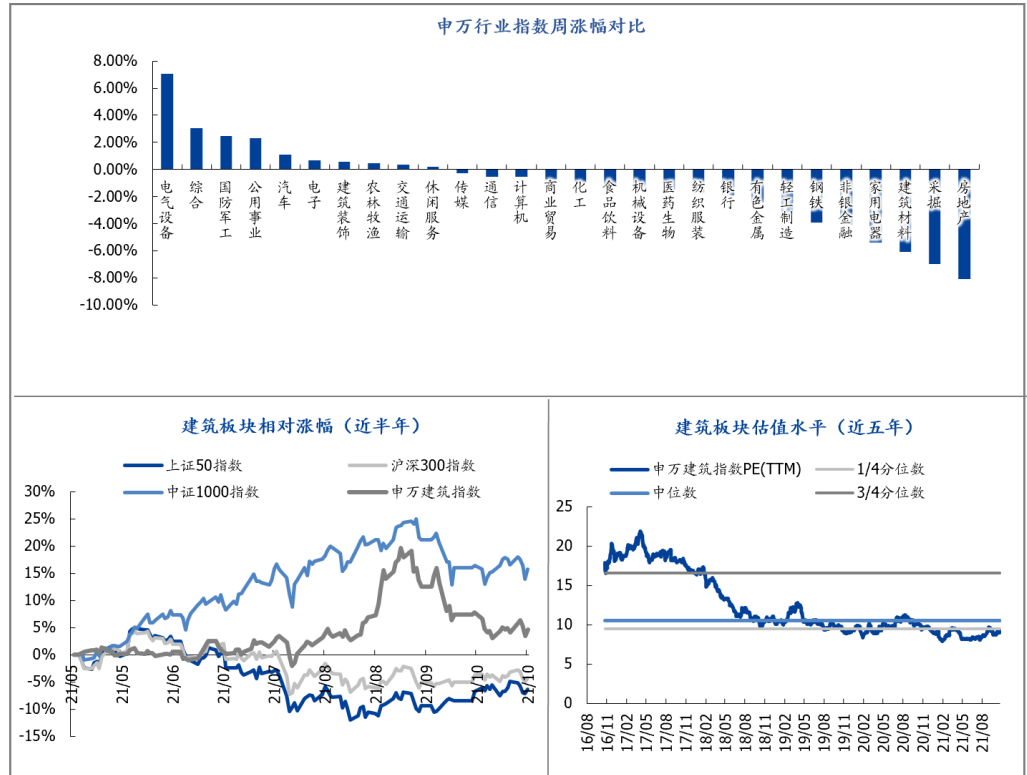 申万行业指数周涨幅对比
8.00%
6.00%
4.00%
2.00%
0.00%
-2.00%
-4.00%
-6.00%
-8.00%
-10.00%
电气设备
综合
国防军工
公用事业
汽车
电子
建筑装饰
农林牧渔
交通运输
休闲服务
传媒
通信
计算机
商业贸易
化工
食品饮料
机械设备
医药生物
纺织服装
银行
有色金属
轻工制造
钢铁
非银金融
家用电器
建筑材料
采掘
房地产
建筑板块相对涨幅（近半年）
上证50指数
沪深300指数
中证1000指数
申万建筑指数
30%
25%
20%
15%
10%
5%
0%
-5%
-10%
-15%
21/05
21/05
21/06
21/07
21/07
21/08
21/08
21/09
21/10
21/10
建筑板块估值水平（近五年）
申万建筑指数PE(TTM)
1/4分位数
中位数
3/4分位数
25
20
15
10
5
0
16/08
16/11
17/02
17/05
17/08
17/11
18/02
18/05
18/08
18/11
19/02
19/05
19/08
19/11
20/02
20/05
20/08
20/11
21/02
21/05
21/08